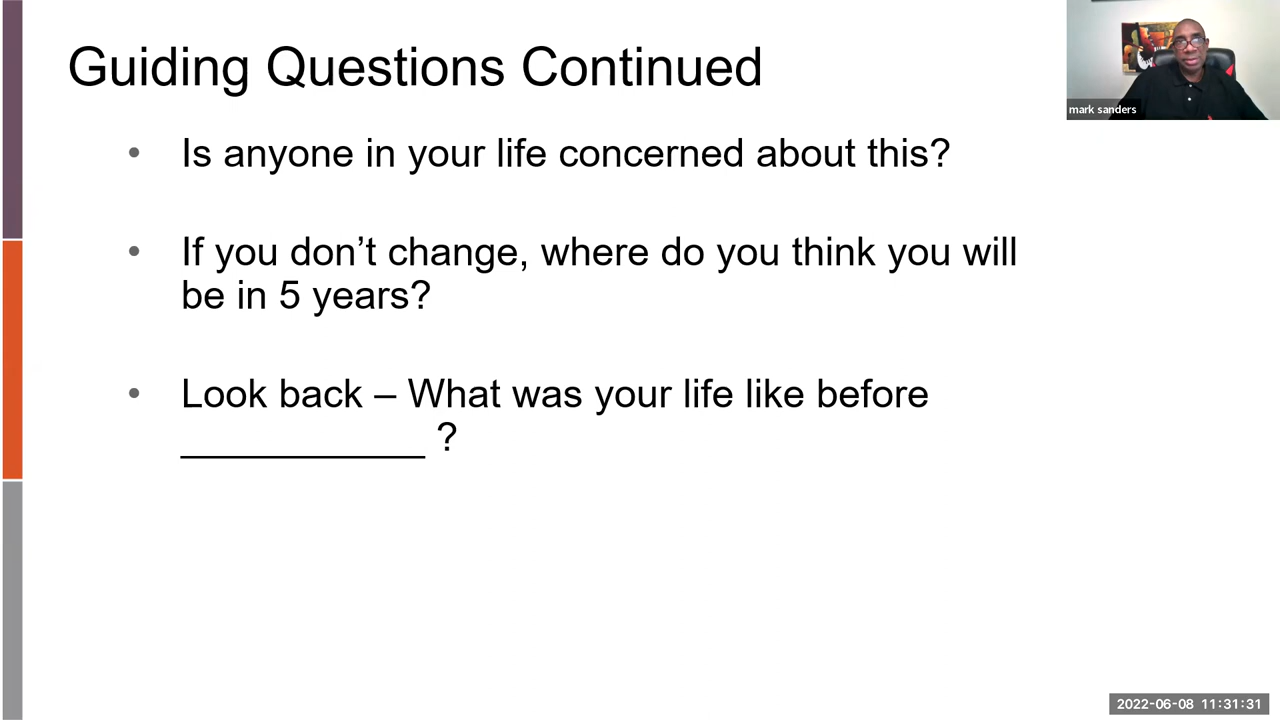 Guiding Questions Continued
mark sanders
• Is anyone in your life concerned about this?
• If you don’t change, where do you think you will
be in 5 years?
• Look back – What was your life like before
___________ ?
2022-06-08 11:31:31